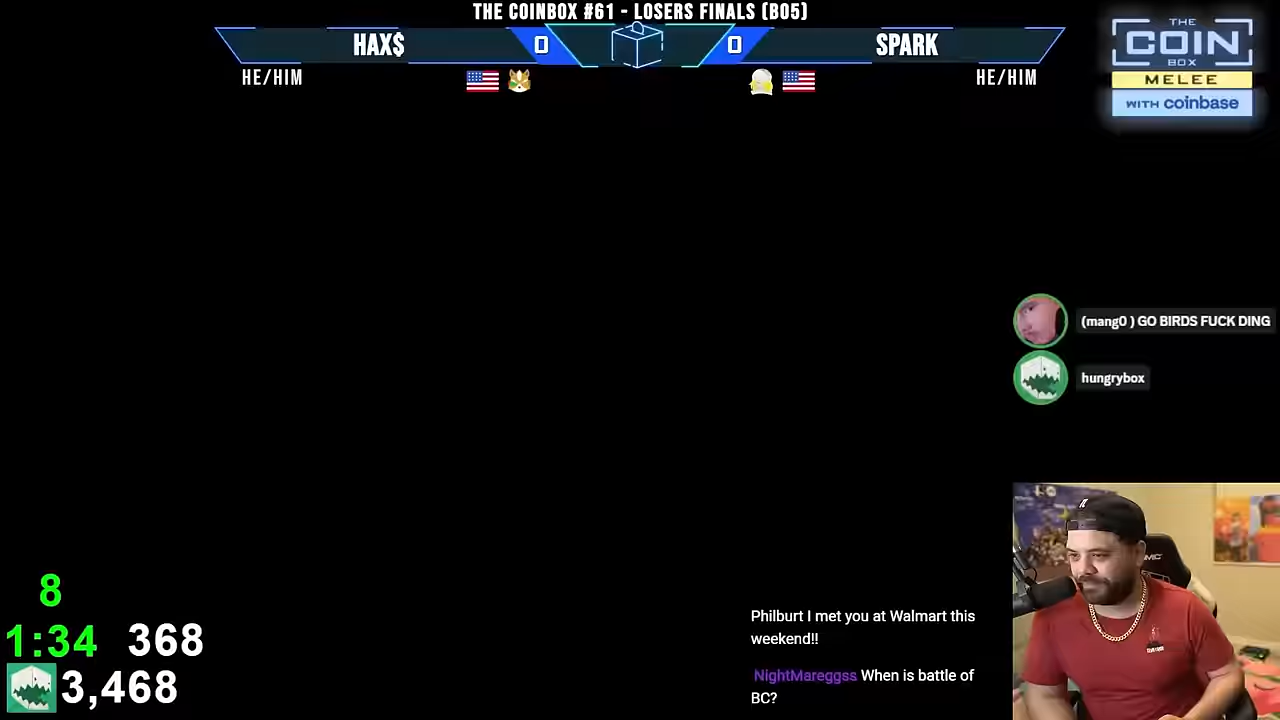 THE COINBOX #61 - LOSERS FINALS (BO5)
HAX$ 0 0 SPARK
HE/HIM HE/HIM
THE
COIN
BOX
MELEE
WITH coinbase
(mang0 ) GO BIRDS FUCK DING
hungrybox
8
1:34 368
3,468
Philburt I met you at Walmart this
weekend!!
NightMareggss When is battle of
BC?